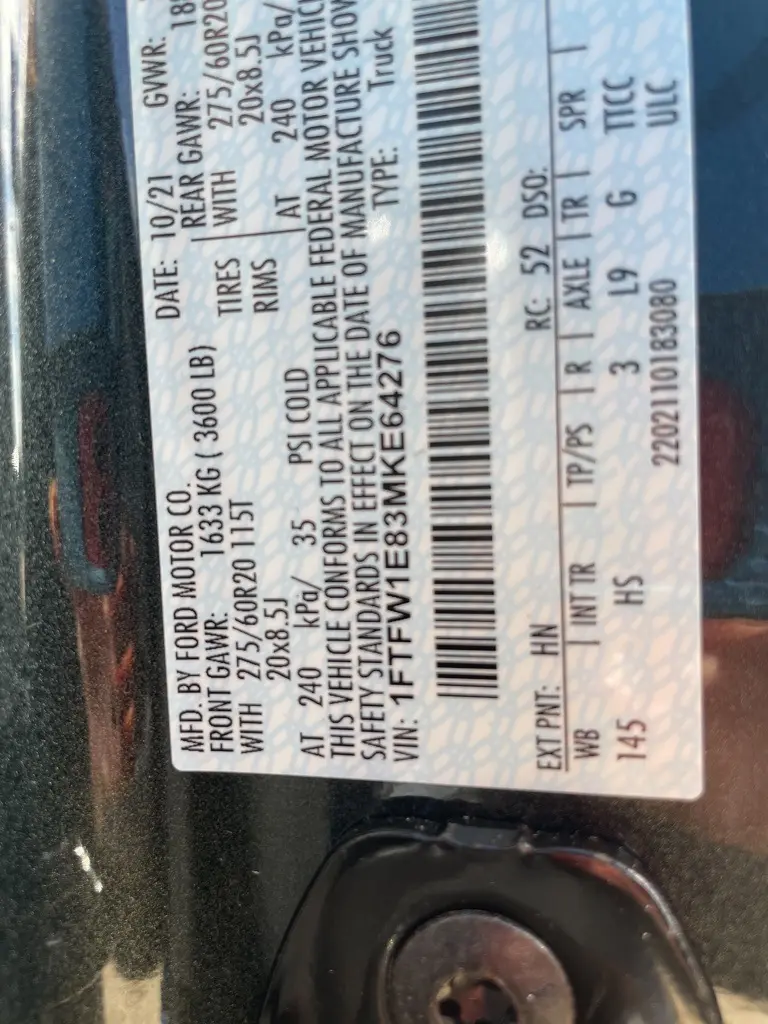 MFD. BY FORD MOTOR CO. DATE: 10/21 GVWR:
FRONT GAWR: 1633 KG ( 3600 LB) REAR GAWR: 18
WITH 275/60R20 115T TIRES WITH 275/60R20
20x8.5J RIMS 20x8.5J
AT 240 kPa/ 35 PSI COLD AT 240 kPa/
THIS VEHICLE CONFORMS TO ALL APPLICABLE FEDERAL MOTOR VEHIC
SAFETY STANDARDS IN EFFECT ON THE DATE OF MANUFACTURE SHOW
VIN: 1FTFW1E83MKE64276 TYPE: Truck
EXT PNT: HN RC: 52 DSO:
WB | INT TR | TP/PS | R | AXLE | TR | SPR |
145 HS 3 L9 G TTCC
2202110183080 ULC